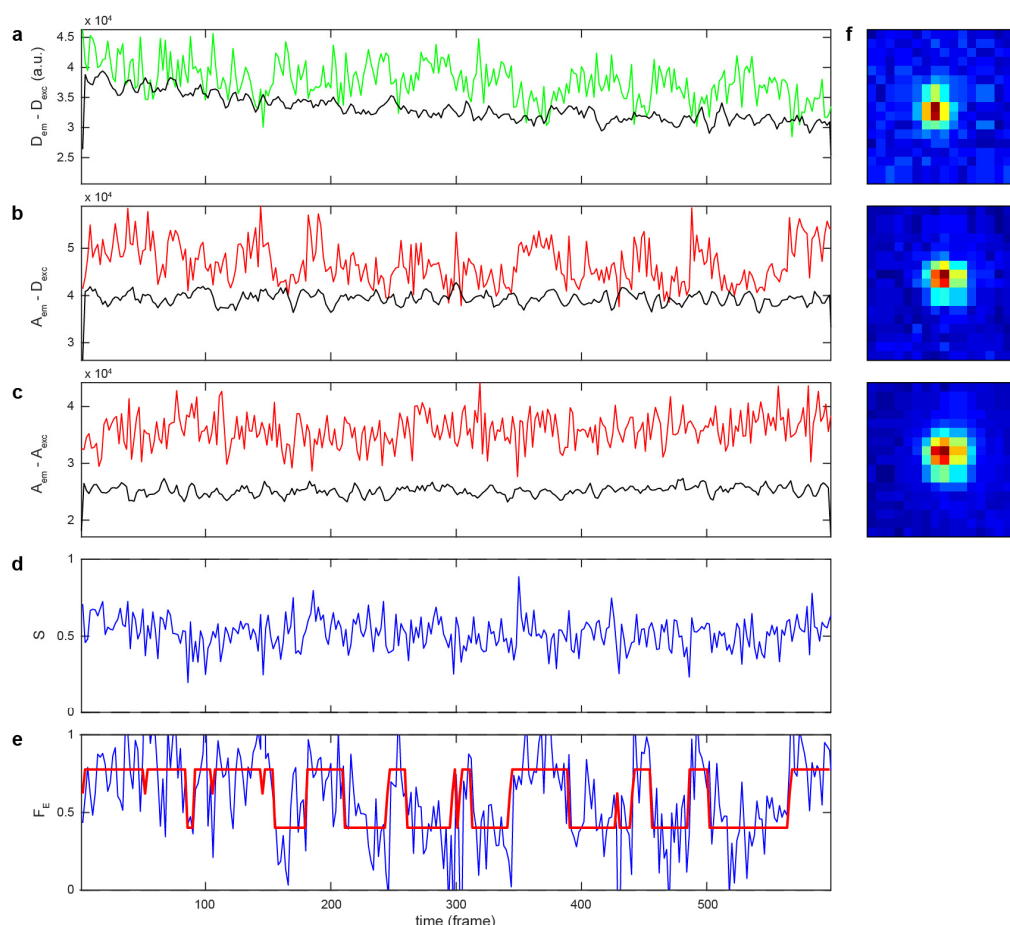 a
x 10⁴
4.5
4
3.5
3
2.5
D_em - D_exc (a.u.)
f
b
x 10⁴
5
4
3
A_em - D_exc
c
x 10⁴
4
3
2
A_em - A_exc
d
1
0.5
0
S
e
1
0.5
0
F_E
100 200 300 400 500
time (frame)